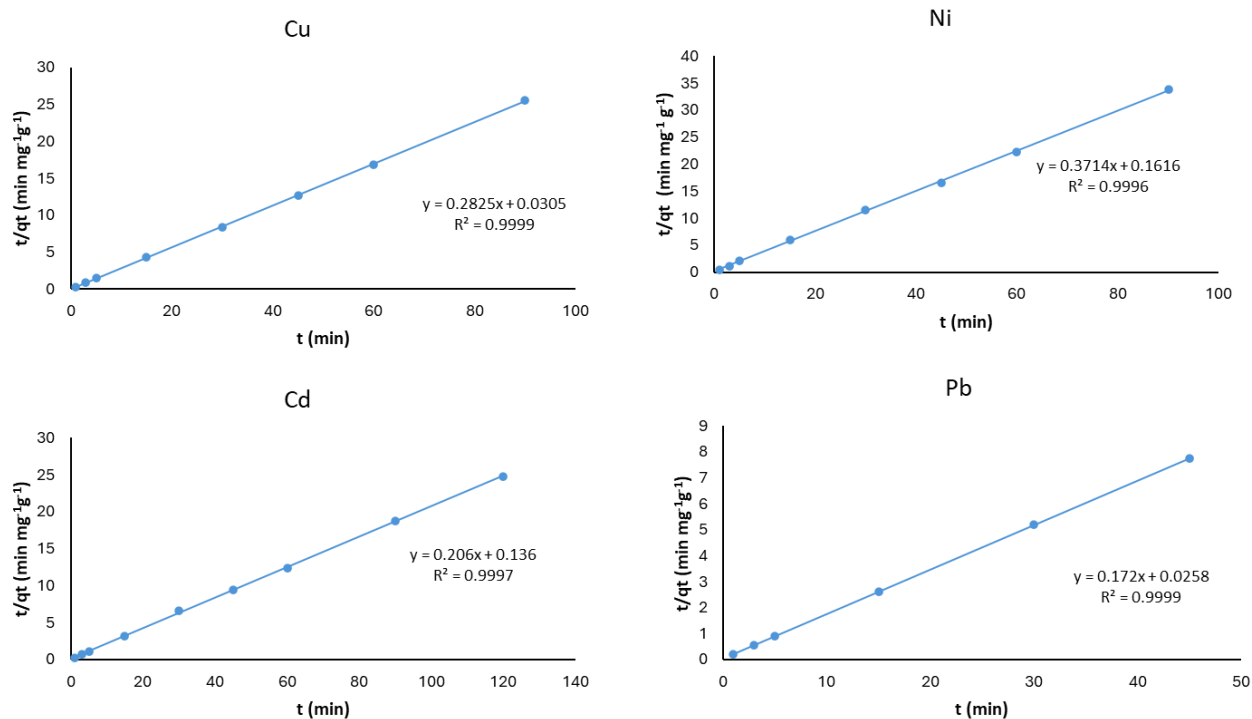 Cu
30
25
20
15
10
5
0
t/qt (min mg⁻¹g⁻¹)
y = 0.2825x + 0.0305
R² = 0.9999
0 20 40 60 80 100
t (min)
Ni
40
35
30
25
20
15
10
5
0
t/qt (min mg⁻¹ g⁻¹)
y = 0.3714x + 0.1616
R² = 0.9996
0 20 40 60 80 100
t (min)
Cd
30
25
20
15
10
5
0
t/qt (min mg⁻¹g⁻¹)
y = 0.206x + 0.136
R² = 0.9997
0 20 40 60 80 100 120 140
t (min)
Pb
9
8
7
6
5
4
3
2
1
0
t/qt (min mg⁻¹g⁻¹)
y = 0.172x + 0.0258
R² = 0.9999
0 10 20 30 40 50
t (min)